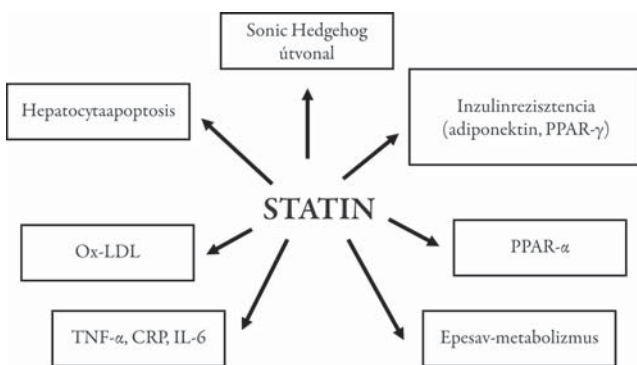 Sonic Hedgehog
útvonal
Hepatocytaapoptosis
Inzulinrezisztencia
(adiponektin, PPAR-γ)
STATIN
Ox-LDL
PPAR-α
TNF-α, CRP, IL-6
Epesav-metabolizmus